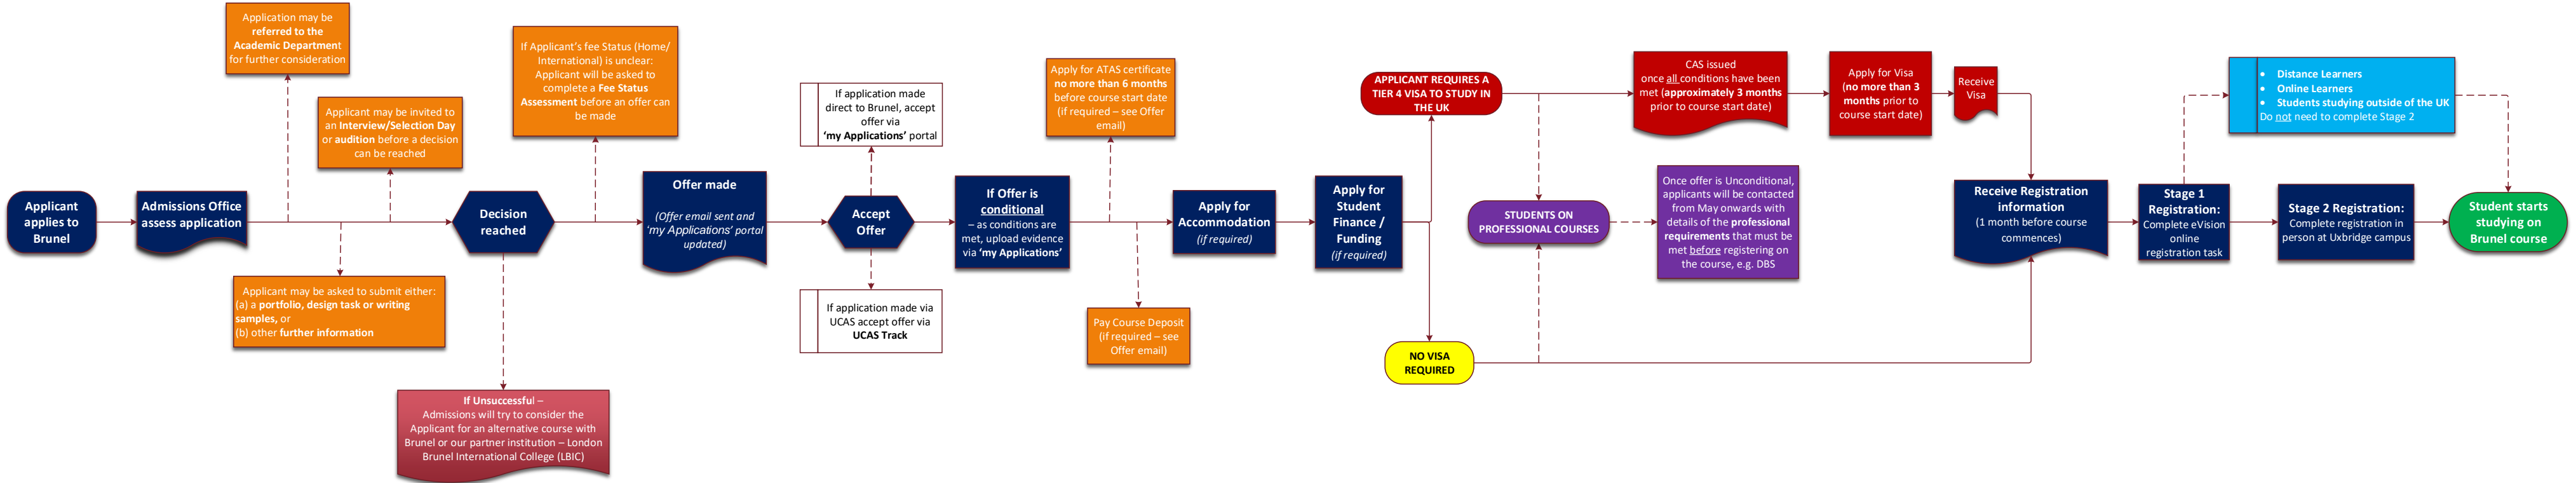 Applicant
applies to
Brunel
Admissions Office
assess application
Application may be
referred to the
Academic Department
for further consideration
Applicant may be invited to
an Interview/Selection Day
or audition before a decision
can be reached
Applicant may be asked to submit either:
(a) a portfolio, design task or writing
samples, or
(b) other further information
Decision
reached
If Unsuccessful –
Admissions will try to consider the
Applicant for an alternative course with
Brunel or our partner institution – London
Brunel International College (LBIC)
If Applicant's fee Status (Home/
International) is unclear:
Applicant will be asked to
complete a Fee Status
Assessment before an offer can
be made
Offer made
(Offer email sent and
'my Applications' portal
updated)
If application made
direct to Brunel, accept
offer via
'my Applications' portal
Accept
Offer
If application made via
UCAS accept offer via
UCAS Track
If Offer is
conditional
– as conditions are
met, upload evidence
via 'my Applications'
Apply for ATAS certificate
no more than 6 months
before course start date
(if required – see Offer
email)
Pay Course Deposit
(if required – see
Offer email)
Apply for
Accommodation
(if required)
Apply for
Student
Finance /
Funding
(if required)
APPLICANT REQUIRES A
TIER 4 VISA TO STUDY IN
THE UK
NO VISA
REQUIRED
STUDENTS ON
PROFESSIONAL COURSES
CAS issued
once all conditions have been
met (approximately 3 months
prior to course start date)
Once offer is Unconditional,
applicants will be contacted
from May onwards with
details of the professional
requirements that must be
met before registering on
the course, e.g. DBS
Apply for Visa
(no more than 3
months prior to
course start date)
Receive
Visa
Receive Registration
information
(1 month before course
commences)
Stage 1
Registration:
Complete eVision
online
registration task
• Distance Learners
• Online Learners
• Students studying outside of the UK
Do not need to complete Stage 2
Stage 2 Registration:
Complete registration in
person at Uxbridge campus
Student starts
studying on
Brunel course